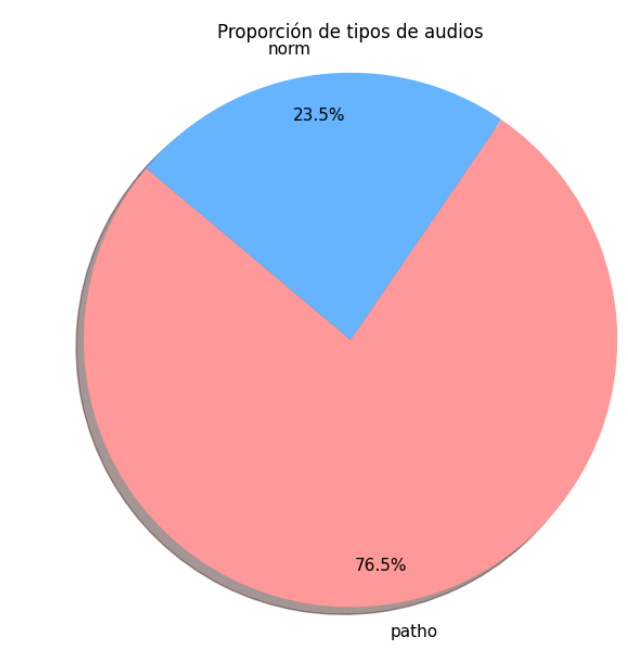 Proporción de tipos de audios
norm
23.5%
76.5%
patho